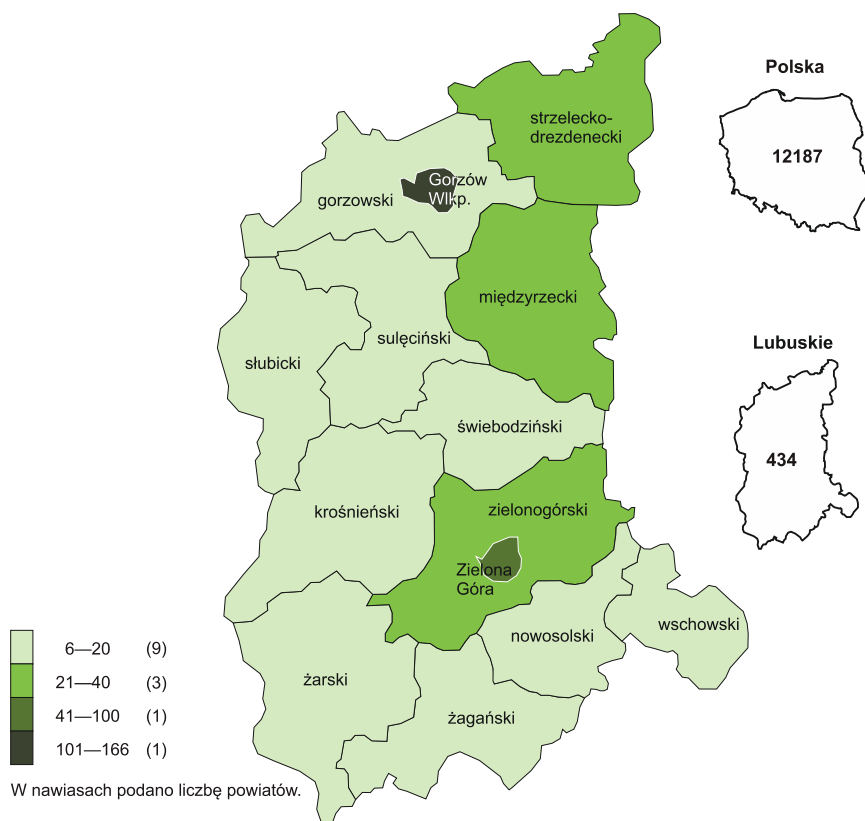 Polska
12187
strzelecko-
drezdenecki
Gorzów
Wlkp.
gorzowski
międzyrzecki
sulęciński
słubicki
Lubuskie
434
świebodziński
krośnieński
zielonogórski
Zielona
Góra
nowosolski
wschowski
żarski
żagański
6—20 (9)
21—40 (3)
41—100 (1)
101—166 (1)
W nawiasach podano liczbę powiatów.